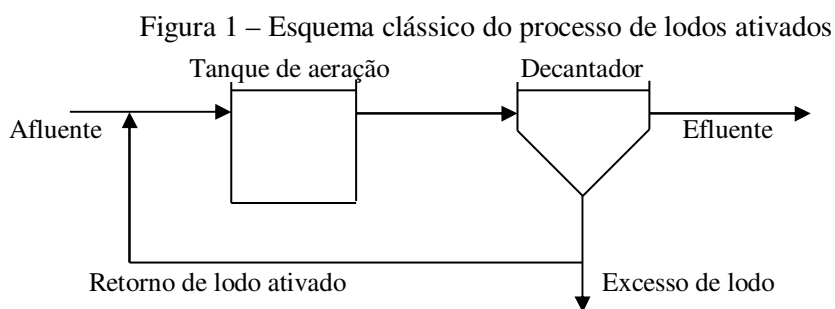 Figura 1 – Esquema clássico do processo de lodos ativados
Tanque de aeração Decantador
Afluente Efluente
Retorno de lodo ativado Excesso de lodo